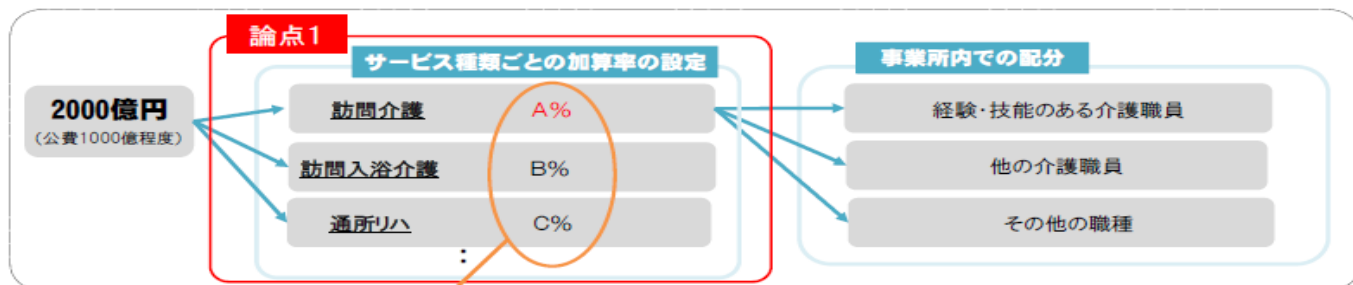 論点1
サービス種類ごとの加算率の設定
事業所内での配分
2000億円
(公費1000億程度)
訪問介護 A%
訪問入浴介護 B%
通所リハ C%
:
経験・技能のある介護職員
他の介護職員
その他の職種